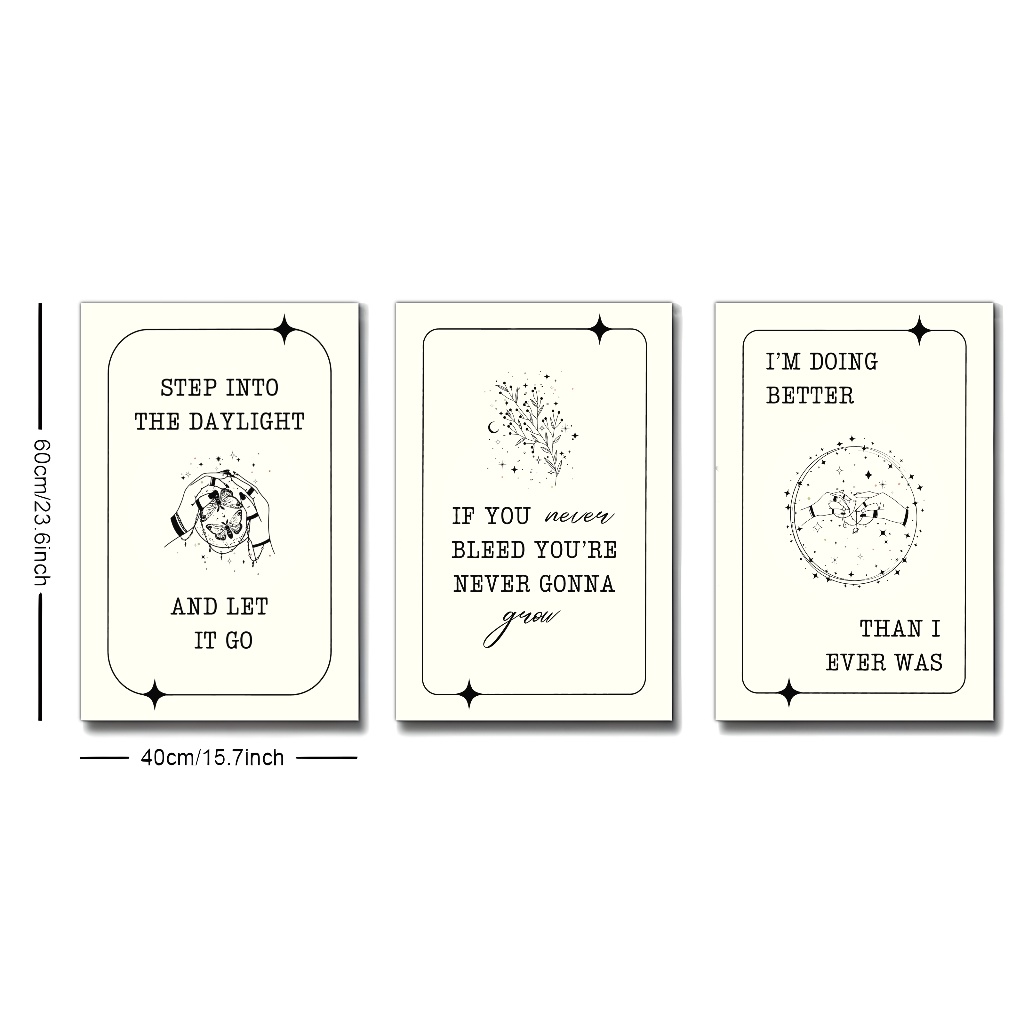 60cm/23.6inch
STEP INTO
THE DAYLIGHT
AND LET
IT GO
IF YOU never
BLEED YOU'RE
NEVER GONNA
grow
I'M DOING
BETTER
THAN I
EVER WAS
40cm/15.7inch